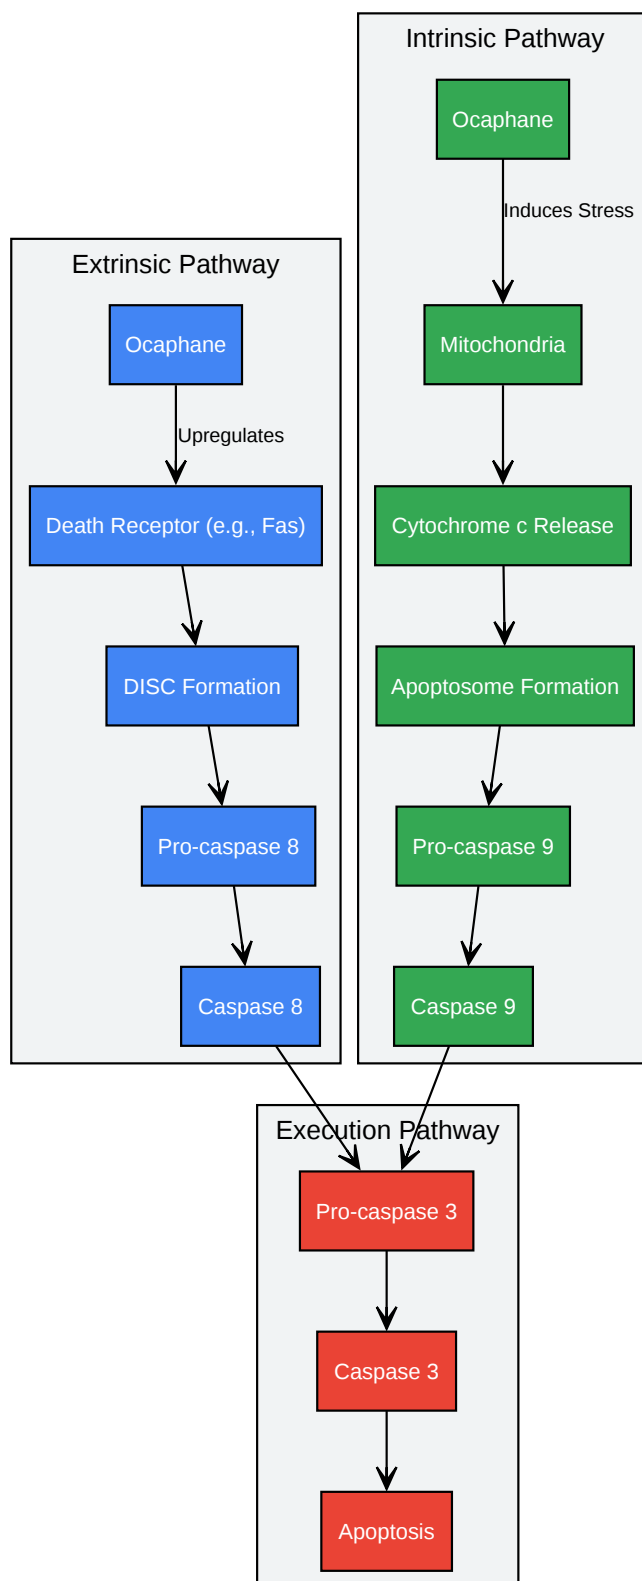 Intrinsic Pathway
Ocaphane
Induces Stress
Mitochondria
Cytochrome c Release
Apoptosome Formation
Pro-caspase 9
Caspase 9
Extrinsic Pathway
Ocaphane
Upregulates
Death Receptor (e.g., Fas)
DISC Formation
Pro-caspase 8
Caspase 8
Execution Pathway
Pro-caspase 3
Caspase 3
Apoptosis